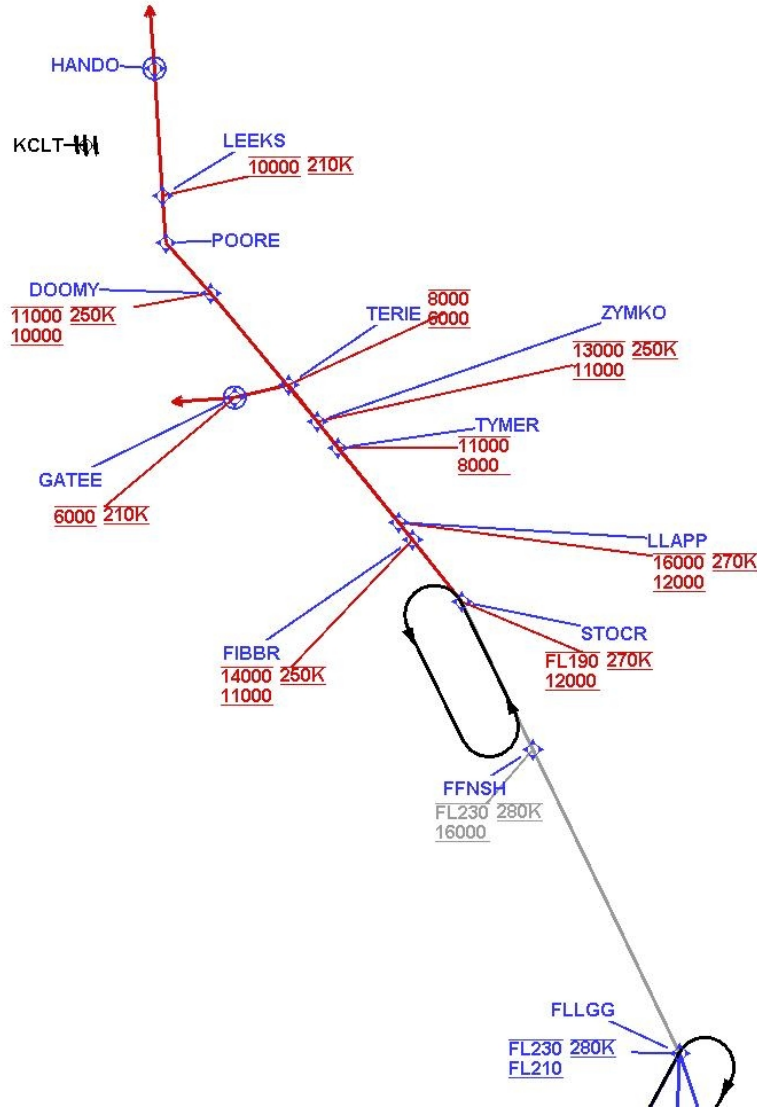 HANDO
KCLT
LEEKS
10000 210K
POORE
DOOMY
11000 250K
10000
TERIE
8000
6000
ZYMKO
13000 250K
11000
GATEE
6000 210K
TYMER
11000
8000
LLAPP
16000 270K
12000
FIBBR
14000 250K
11000
STOCR
FL190 270K
12000
FFNSH
FL230 280K
16000
FLLGG
FL230 280K
FL210